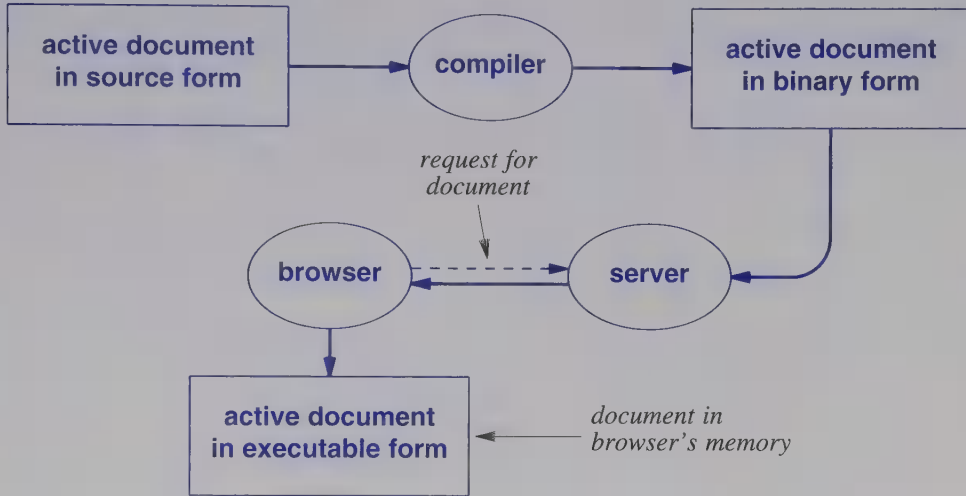 active document
in source form
compiler
active document
in binary form
request for
document
browser
server
active document
in executable form
document in
browser's memory